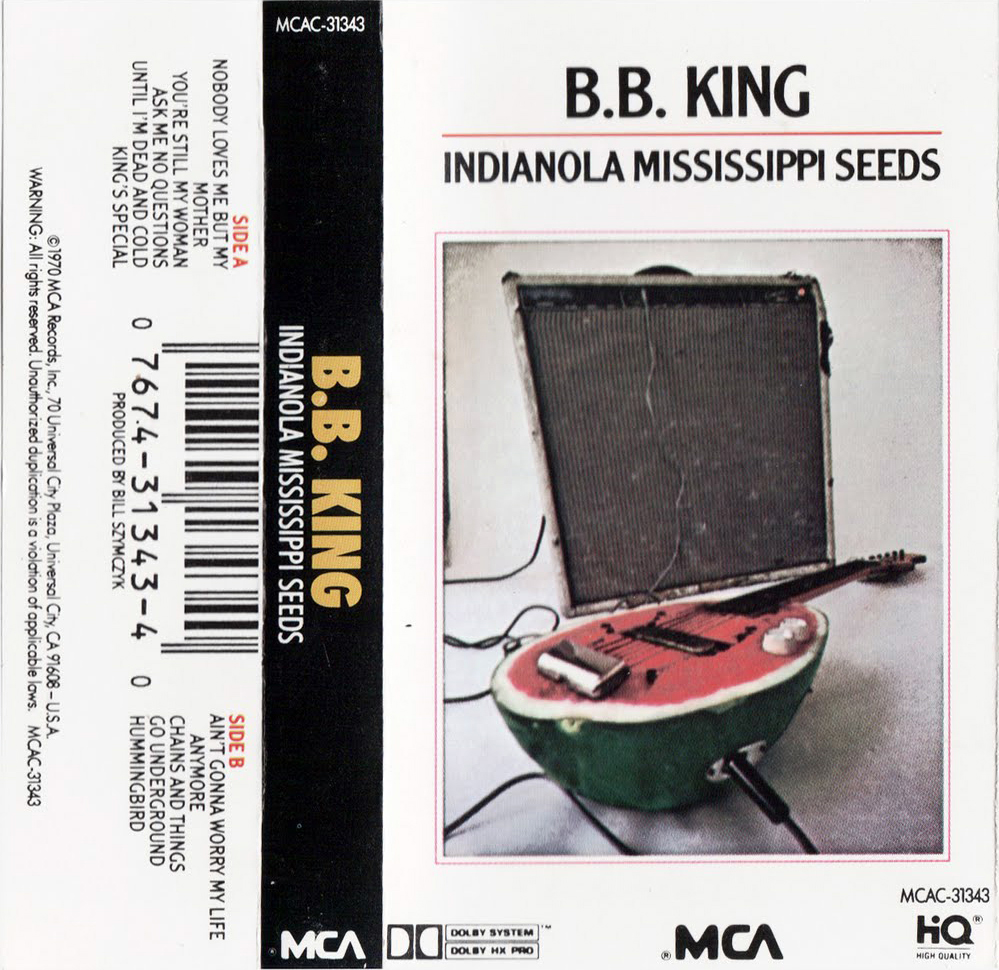 B.B. KING
INDIANOLA MISSISSIPPI SEEDS
MCAC-31343
HiQ®
HIGH QUALITY
®MCA
DOLBY SYSTEM™
DOLBY HX PRO
MCAC-31343
B.B. KING
INDIANOLA MISSISSIPPI SEEDS
®MCA
SIDE A
NOBODY LOVES ME BUT MY
MOTHER
YOU'RE STILL MY WOMAN
ASK ME NO QUESTIONS
UNTIL I'M DEAD AND COLD
KING'S SPECIAL
0 7674-31343-4 0
PRODUCED BY BILL SZYMCZYK
SIDE B
AIN'T GONNA WORRY MY LIFE
ANYMORE
CHAINS AND THINGS
GO UNDERGROUND
HUMMINGBIRD
©1970 MCA Records, Inc., 70 Universal City Plaza, Universal City, CA 91608 – U.S.A.
WARNING: All rights reserved. Unauthorized duplication is a violation of applicable laws. MCAC-31343